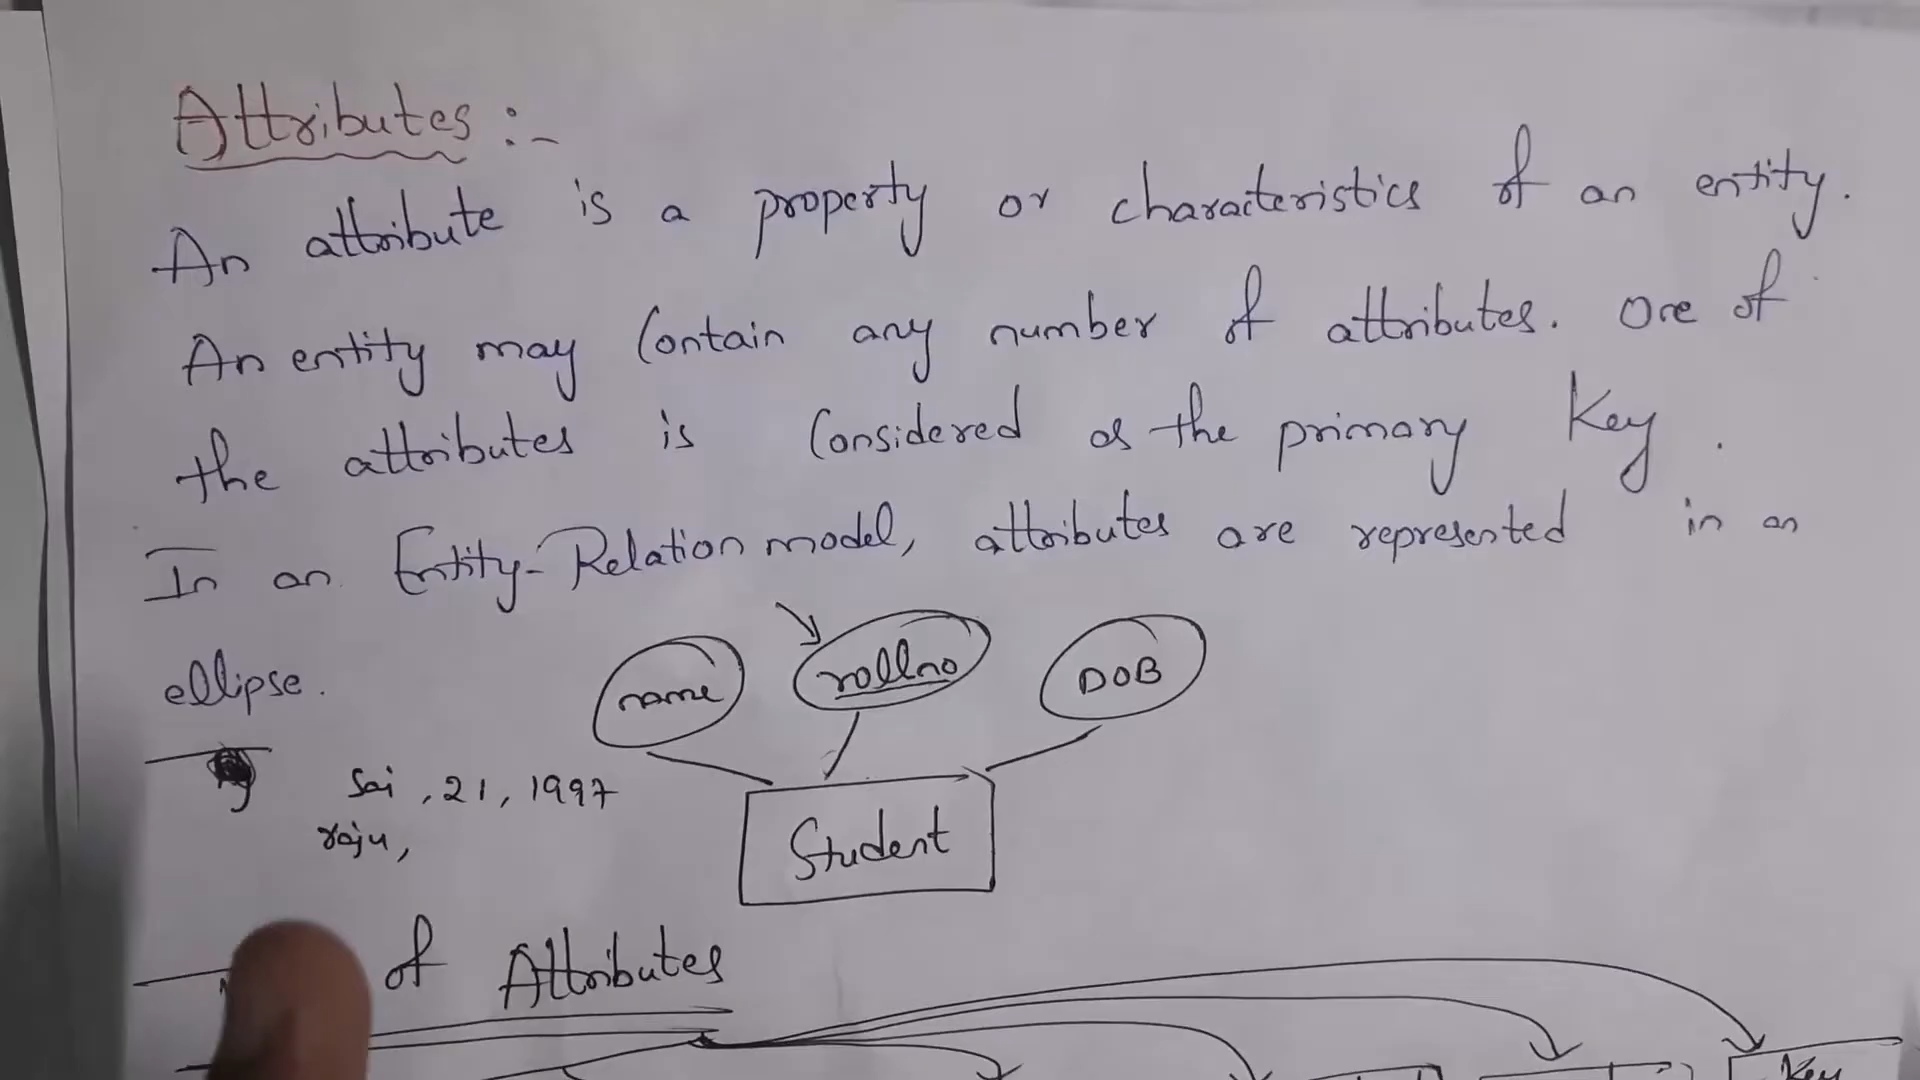 Attributes :-
An attribute is a property or characteristics of an entity.
An entity may Contain any number of attributes. One of
the attributes is Considered as the primary Key.
In an Entity-Relation model, attributes are represented in an
ellipse.
name rollno DOB
Sai, 21, 1997
raju,
Student
of Attributes
Key